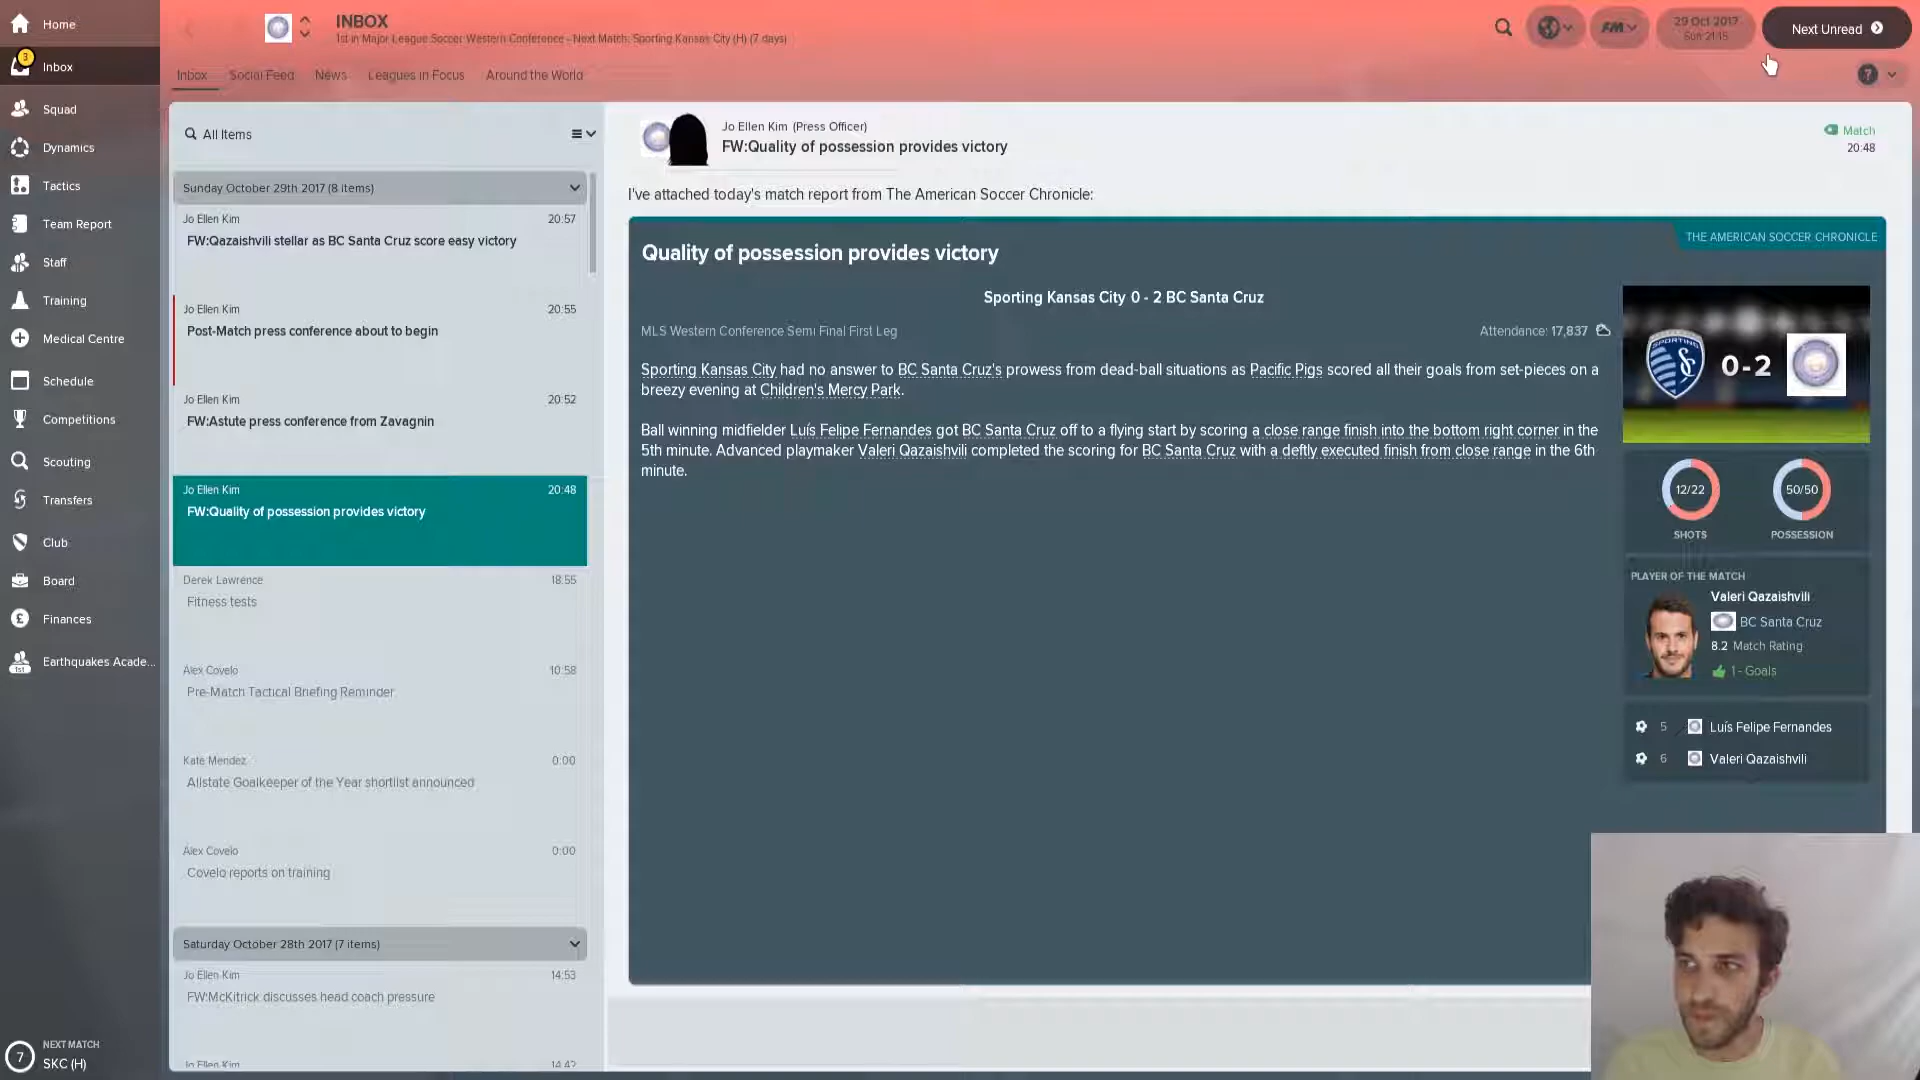 Home
INBOX
1st in Major League Soccer Western Conference - Next Match: Sporting Kansas City (H) (7 days)
FM
29 Oct 2017
Sun 21:15
Next Unread
3
Inbox
Inbox
Social Feed
News
Leagues in Focus
Around the World
?
Squad
Dynamics
Tactics
Team Report
Staff
Training
Medical Centre
Schedule
Competitions
Scouting
Transfers
Club
Board
Finances
1st
Earthquakes Acade...
7
NEXT MATCH
SKC (H)
All Items
Sunday October 29th 2017 (8 items)
Jo Ellen Kim 20:57
FW:Qazaishvili stellar as BC Santa Cruz score easy victory
Jo Ellen Kim 20:55
Post-Match press conference about to begin
Jo Ellen Kim 20:52
FW:Astute press conference from Zavagnin
Jo Ellen Kim 20:48
FW:Quality of possession provides victory
Derek Lawrence 18:55
Fitness tests
Alex Covelo 10:58
Pre-Match Tactical Briefing Reminder
Kate Mendez 0:00
Allstate Goalkeeper of the Year shortlist announced
Alex Covelo 0:00
Covelo reports on training
Saturday October 28th 2017 (7 items)
Jo Ellen Kim 14:53
FW:McKitrick discusses head coach pressure
Jo Ellen Kim 14:42
Jo Ellen Kim (Press Officer)
FW:Quality of possession provides victory
Match
20:48
I've attached today's match report from The American Soccer Chronicle:
THE AMERICAN SOCCER CHRONICLE
Quality of possession provides victory
Sporting Kansas City 0 - 2 BC Santa Cruz
MLS Western Conference Semi Final First Leg
Attendance: 17,837
Sporting Kansas City had no answer to BC Santa Cruz's prowess from dead-ball situations as Pacific Pigs scored all their goals from set-pieces on a
breezy evening at Children's Mercy Park.
Ball winning midfielder Luís Felipe Fernandes got BC Santa Cruz off to a flying start by scoring a close range finish into the bottom right corner in the
5th minute. Advanced playmaker Valeri Qazaishvili completed the scoring for BC Santa Cruz with a deftly executed finish from close range in the 6th
minute.
SPORTING
0-2
12/22
SHOTS
50/50
POSSESSION
PLAYER OF THE MATCH
Valeri Qazaishvili
BC Santa Cruz
8.2 Match Rating
1 - Goals
5 Luís Felipe Fernandes
6 Valeri Qazaishvili